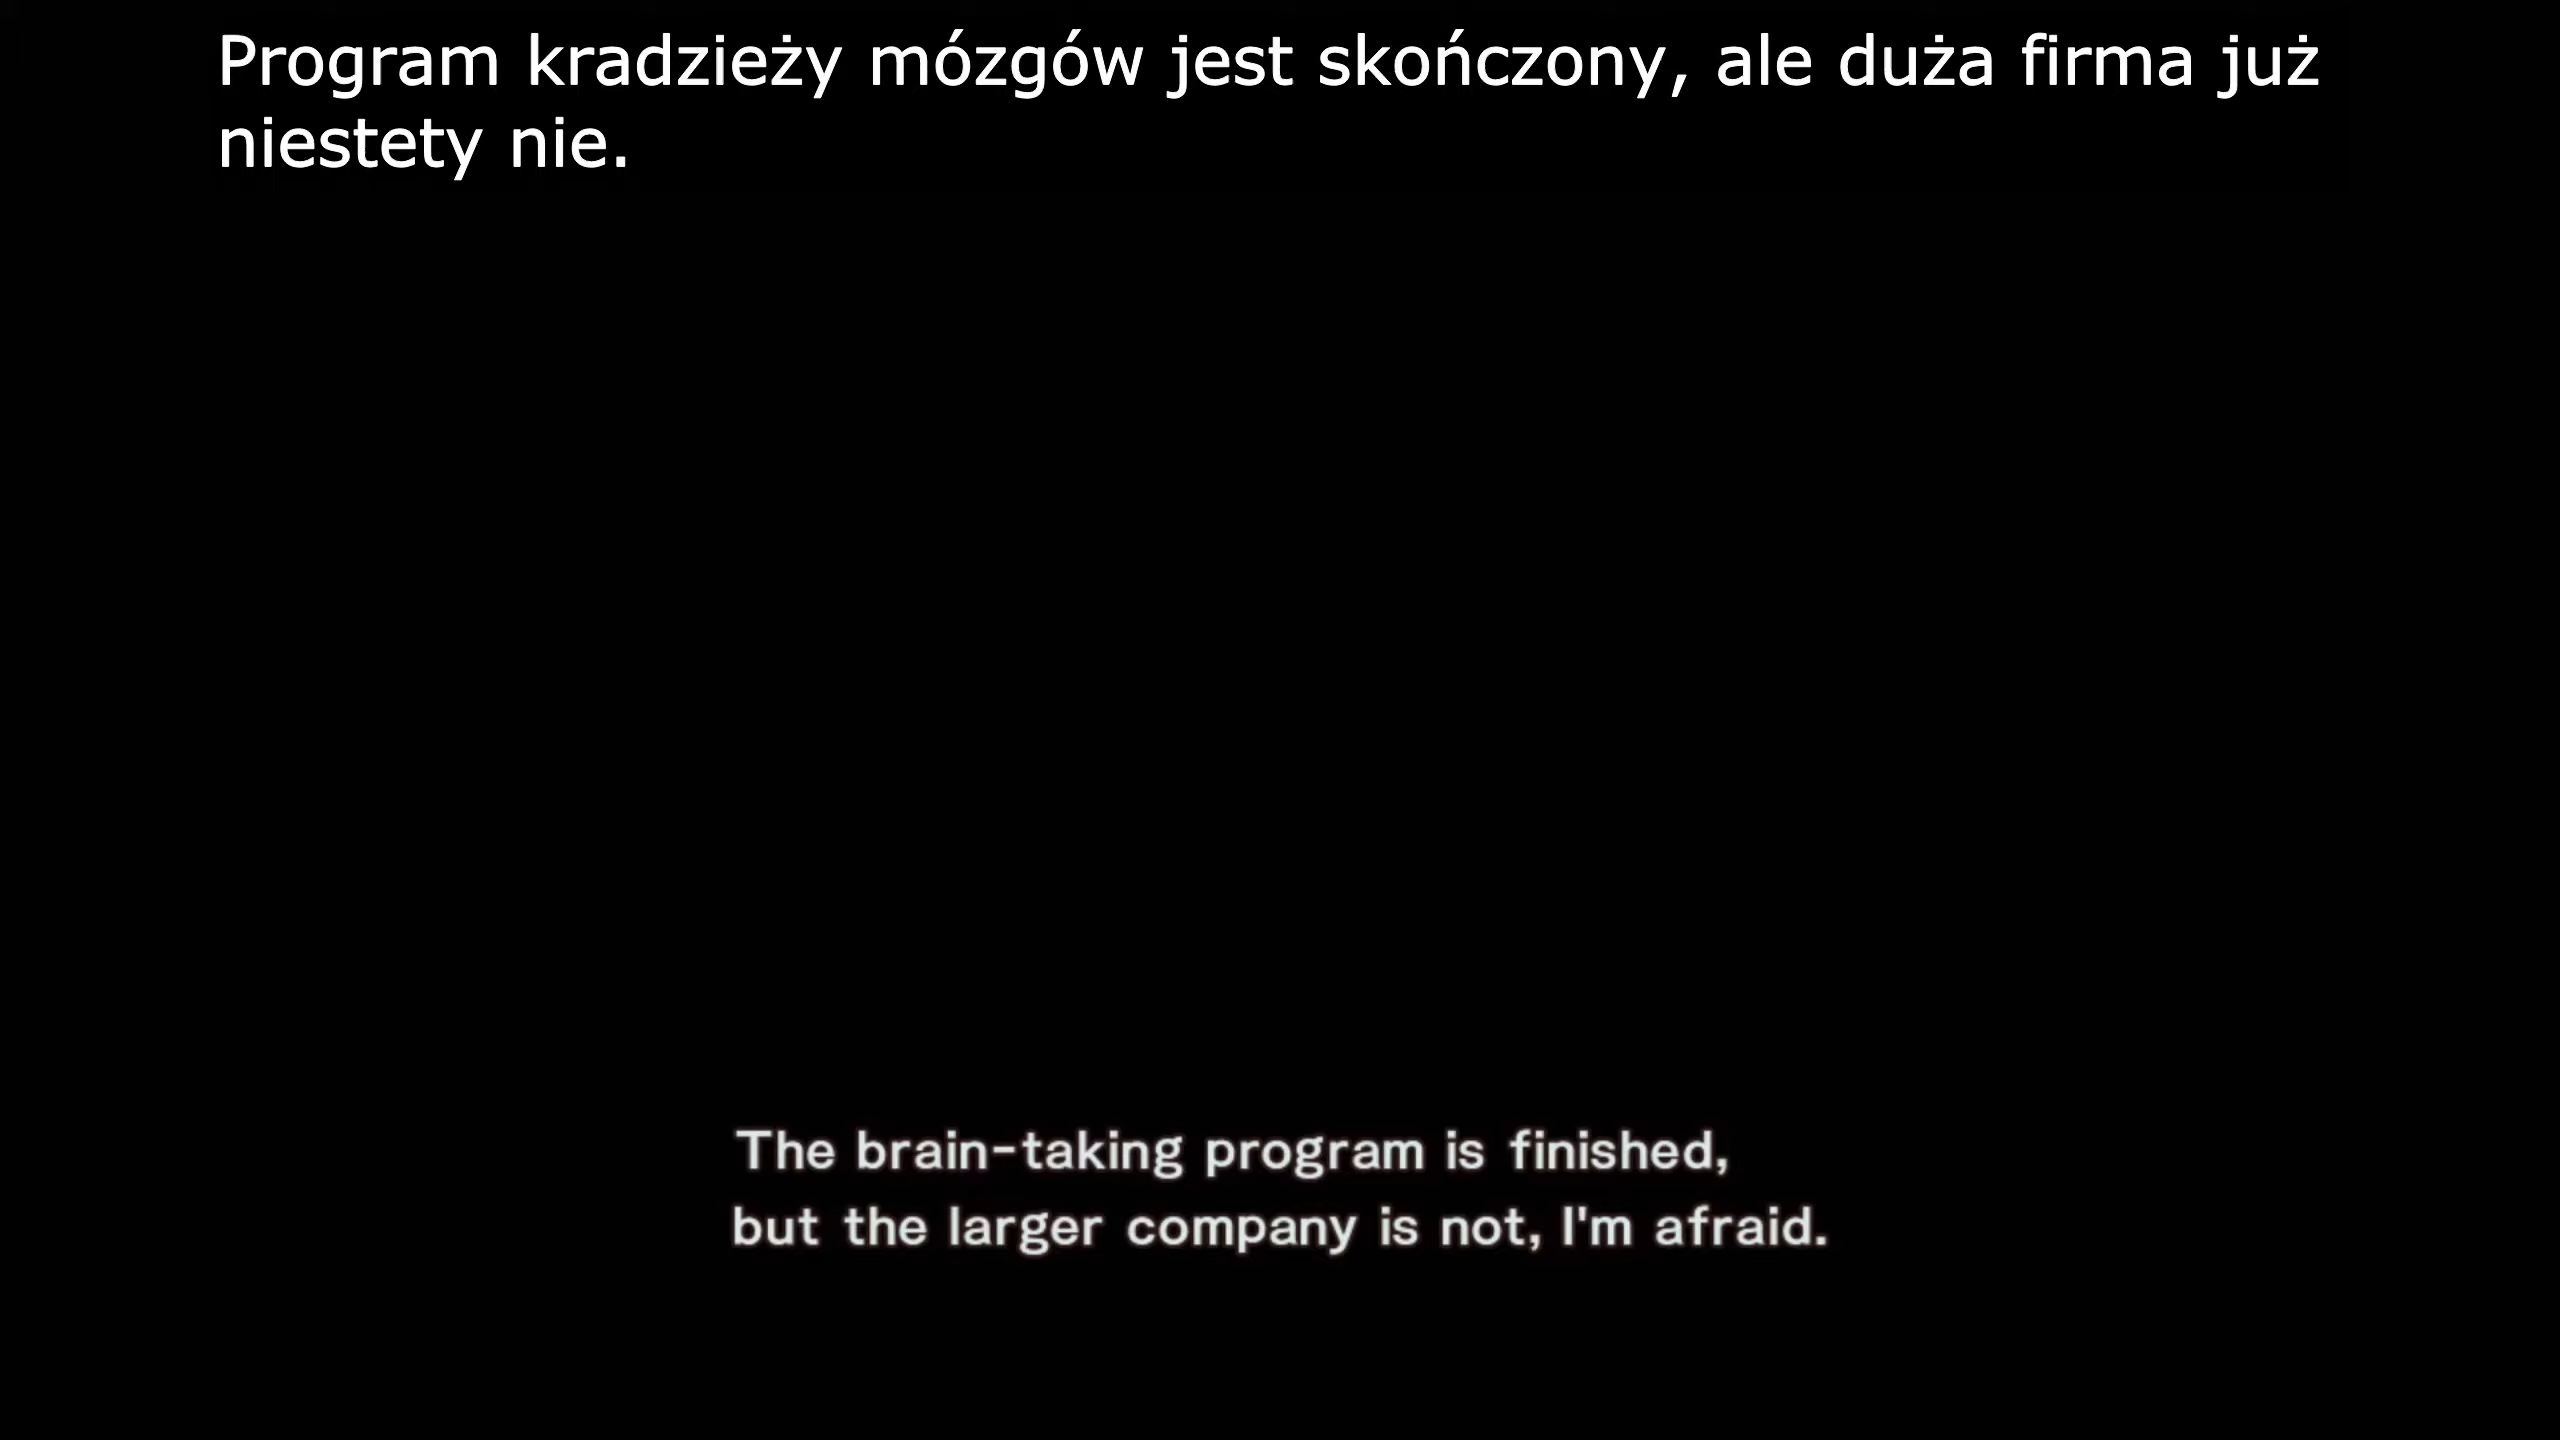 Program kradzieży mózgów jest skończony, ale duża firma już
niestety nie.
The brain-taking program is finished,
but the larger company is not, I'm afraid.